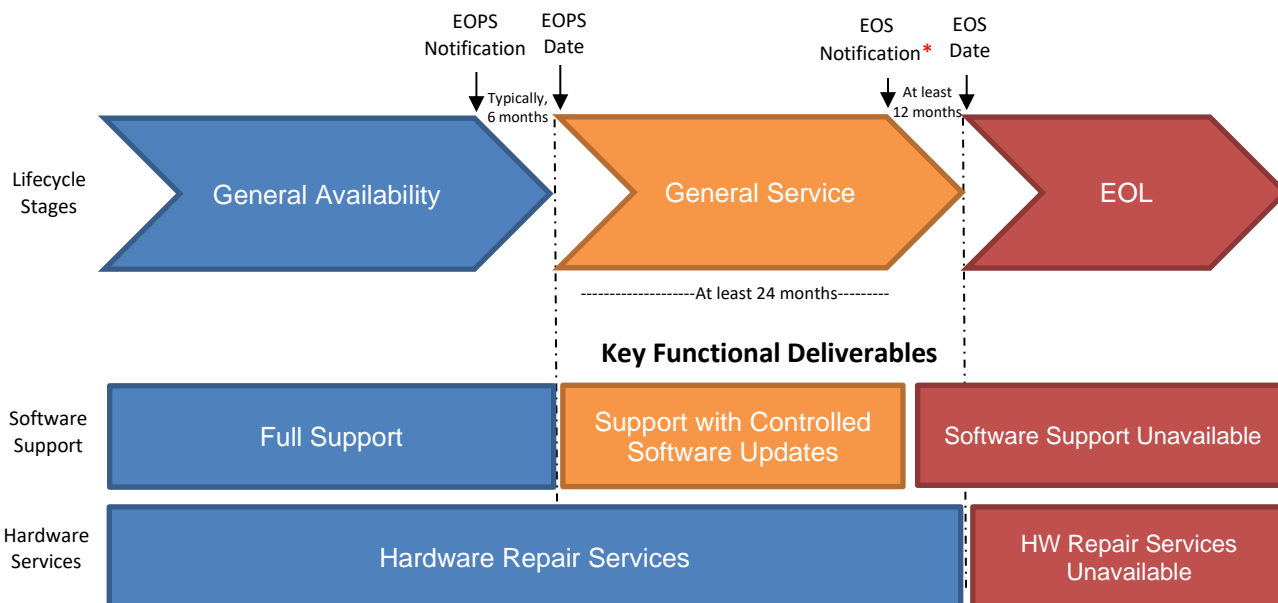 EOPS
Notification
EOPS
Date
EOS
Notification*
EOS
Date
Typically,
6 months
At least
12 months
Lifecycle
Stages
General Availability
General Service
EOL
--------------------At least 24 months---------
Key Functional Deliverables
Software
Support
Full Support
Support with Controlled
Software Updates
Software Support Unavailable
Hardware
Services
Hardware Repair Services
HW Repair Services
Unavailable